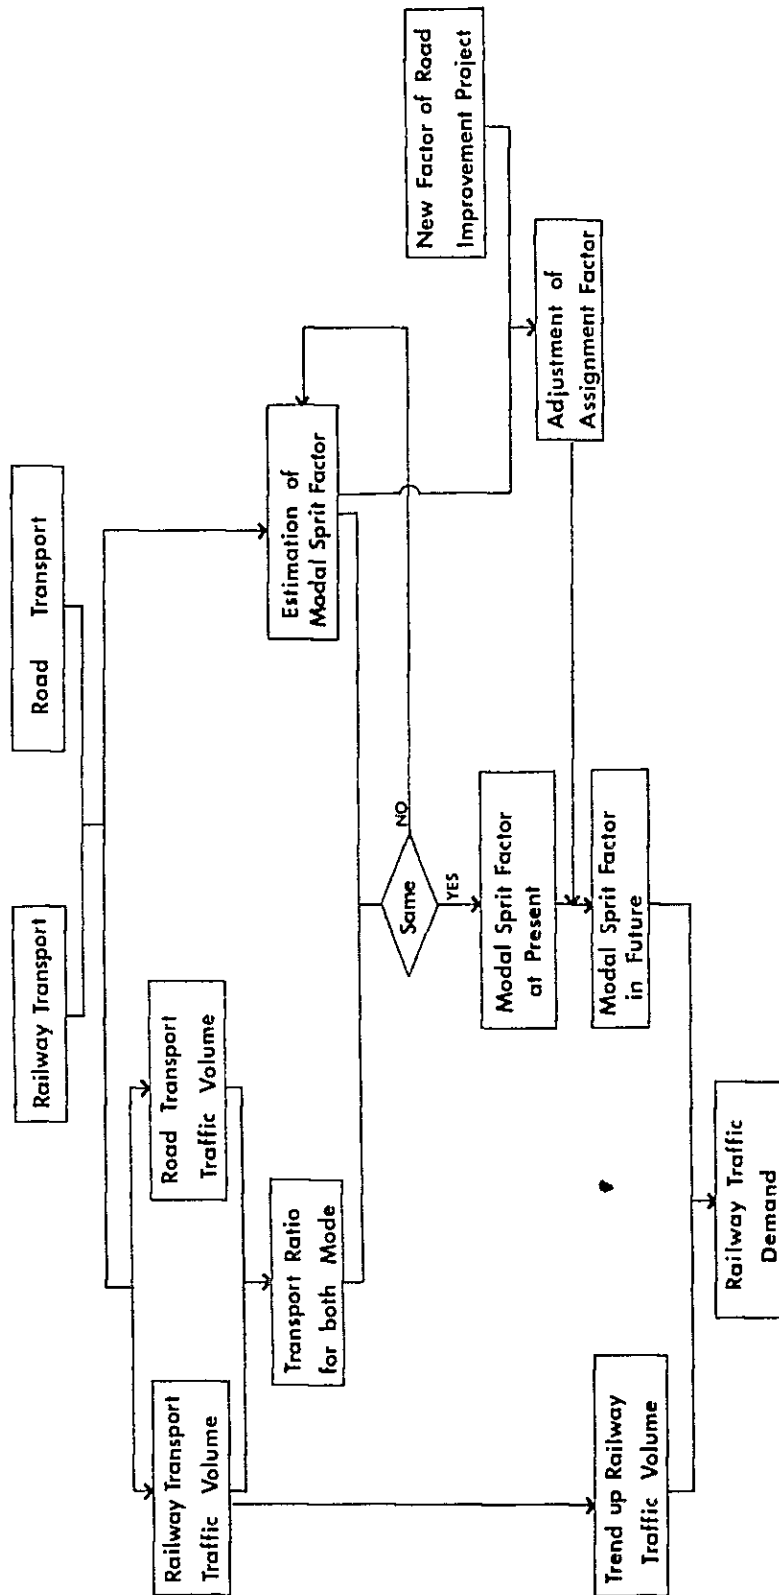 Railway Transport
Road Transport
Railway Transport
Traffic Volume
Road Transport
Traffic Volume
Transport Ratio
for both Mode
Estimation of
Modal Sprit Factor
New Factor of Road
Improvement Project
Same
NO
YES
Modal Sprit Factor
at Present
Adjustment of
Assignment Factor
Modal Sprit Factor
in Future
Trend up Railway
Traffic Volume
Railway Traffic
Demand